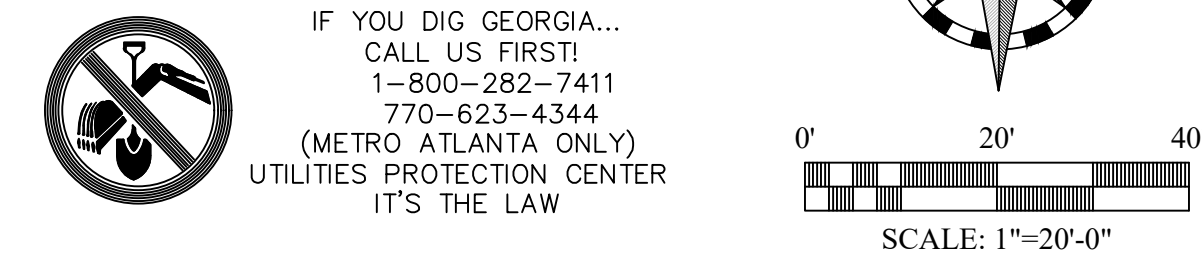 IF YOU DIG GEORGIA...
CALL US FIRST!
1-800-282-7411
770-623-4344
(METRO ATLANTA ONLY)
UTILITIES PROTECTION CENTER
IT'S THE LAW
0' 20' 40
SCALE: 1"=20'-0"